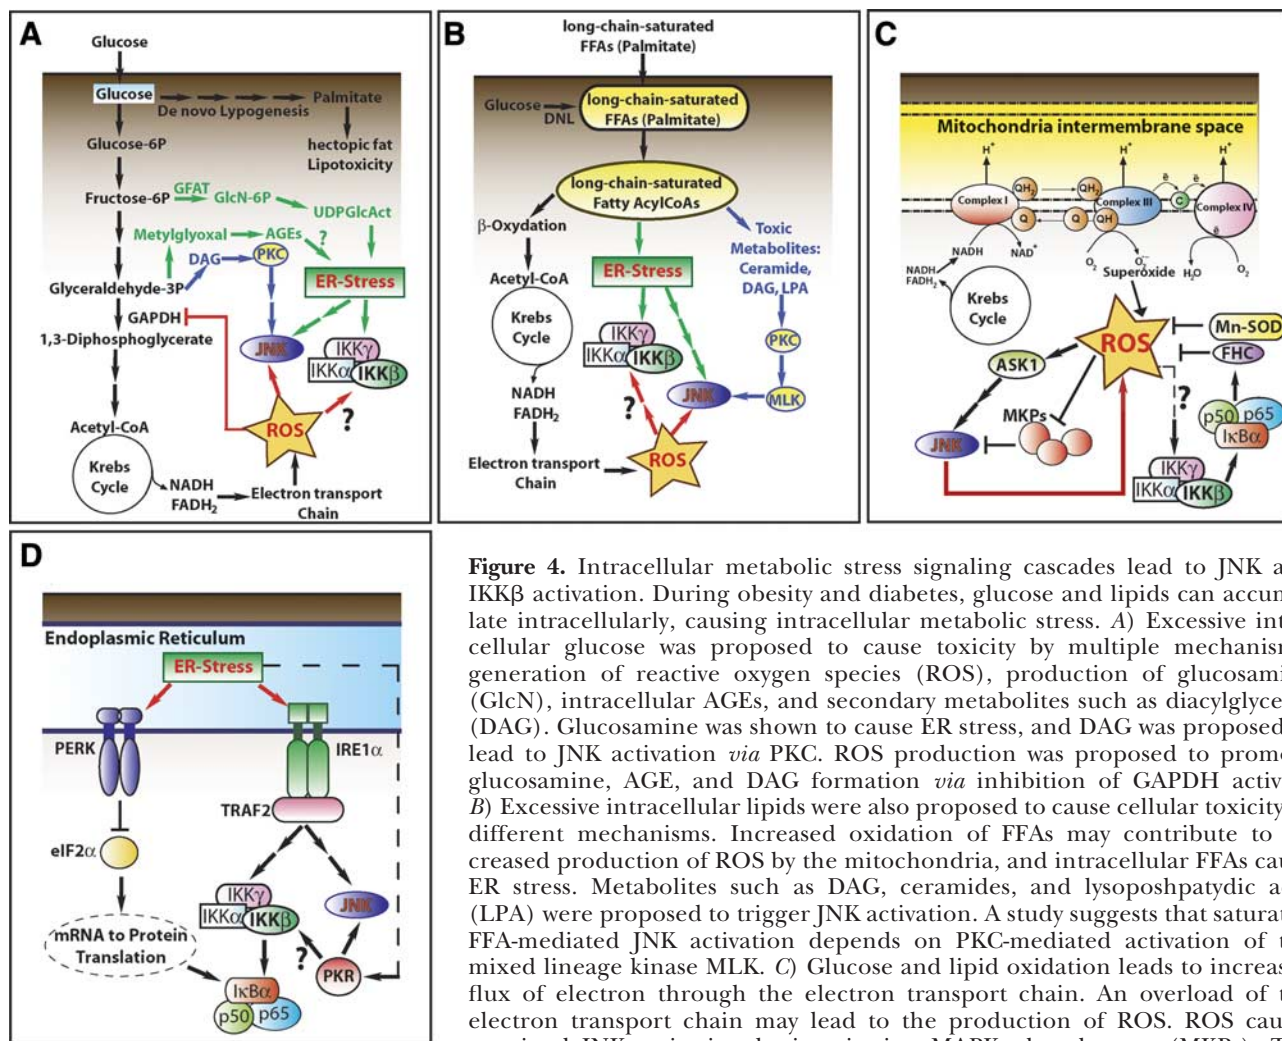 A
Glucose
Glucose
De novo Lypogenesis
Palmitate
hectopic fat
Lipotoxicity
Glucose-6P
Fructose-6P
GFAT
GlcN-6P
UDPGlcAct
Metylglyoxal
AGEs
?
DAG
PKC
ER-Stress
Glyceraldehyde-3P
GAPDH
1,3-Diphosphoglycerate
JNK
IKKγ
IKKα
IKKβ
?
ROS
Acetyl-CoA
Krebs
Cycle
NADH
FADH2
Electron transport
Chain
B
long-chain-saturated
FFAs (Palmitate)
Glucose
DNL
long-chain-saturated
FFAs (Palmitate)
long-chain-saturated
Fatty AcylCoAs
β-Oxydation
Toxic
Metabolites:
Ceramide,
DAG, LPA
ER-Stress
Acetyl-CoA
Krebs
Cycle
IKKγ
IKKα
IKKβ
PKC
JNK
MLK
NADH
FADH2
?
Electron transport
Chain
ROS
C
Mitochondria intermembrane space
H+
H+
H+
Complex I
QH2
QH2
Complex III
ē
ē
C
Complex IV
Q
Q
QH
NADH
NAD+
NADH
FADH2
O2
O2·−
Superoxide
ē
H2O
O2
Krebs
Cycle
ROS
Mn-SOD
FHC
ASK1
?
MKPs
p50
p65
IκBα
JNK
IKKγ
IKKα
IKKβ
D
Endoplasmic Reticulum
ER-Stress
PERK
IRE1α
TRAF2
eIF2α
IKKγ
IKKα
IKKβ
JNK
mRNA to Protein
Translation
?
PKR
IκBα
p50
p65
Figure 4. Intracellular metabolic stress signaling cascades lead to JNK a
IKKβ activation. During obesity and diabetes, glucose and lipids can accum
late intracellularly, causing intracellular metabolic stress. A) Excessive int
cellular glucose was proposed to cause toxicity by multiple mechanism
generation of reactive oxygen species (ROS), production of glucosami
(GlcN), intracellular AGEs, and secondary metabolites such as diacylglyce
(DAG). Glucosamine was shown to cause ER stress, and DAG was proposed
lead to JNK activation via PKC. ROS production was proposed to promo
glucosamine, AGE, and DAG formation via inhibition of GAPDH activ
B) Excessive intracellular lipids were also proposed to cause cellular toxicity
different mechanisms. Increased oxidation of FFAs may contribute to
creased production of ROS by the mitochondria, and intracellular FFAs cau
ER stress. Metabolites such as DAG, ceramides, and lysoposhpatydic a
(LPA) were proposed to trigger JNK activation. A study suggests that saturat
FFA-mediated JNK activation depends on PKC-mediated activation of t
mixed lineage kinase MLK. C) Glucose and lipid oxidation leads to increas
flux of electron through the electron transport chain. An overload of t
electron transport chain may lead to the production of ROS. ROS cau